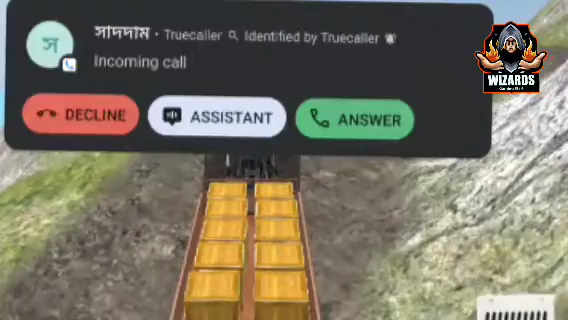 সাদদাম · Truecaller Identified by Truecaller
Incoming call
স
DECLINE
ASSISTANT
ANSWER
WIZARDS